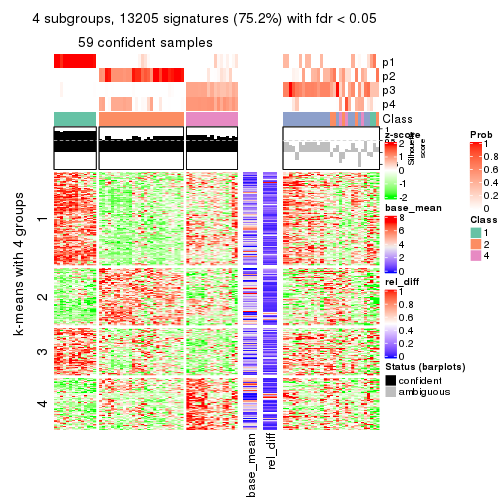 4 subgroups, 13205 signatures (75.2%) with fdr < 0.05
59 confident samples
p1
p2
p3
p4
Class
1
Silhouette
score
z-score
2
1
0
-1
-2
Prob
1
0.8
0.6
0.4
0.2
0
Class
1
2
4
base_mean
8
6
4
2
0
rel_diff
1
0.8
0.6
0.4
0.2
0
Status (barplots)
confident
ambiguous
k-means with 4 groups
1
2
3
4
base_mean
rel_diff